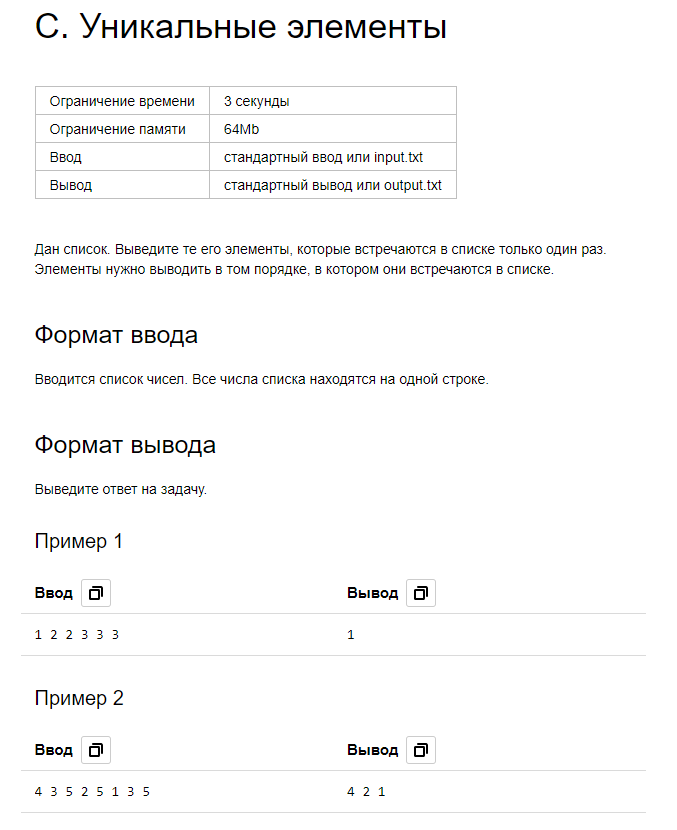 C. Уникальные элементы
Ограничение времени 3 секунды
Ограничение памяти 64Mb
Ввод стандартный ввод или input.txt
Вывод стандартный вывод или output.txt
Дан список. Выведите те его элементы, которые встречаются в списке только один раз.
Элементы нужно выводить в том порядке, в котором они встречаются в списке.
Формат ввода
Вводится список чисел. Все числа списка находятся на одной строке.
Формат вывода
Выведите ответ на задачу.
Пример 1
Ввод Вывод
1 2 2 3 3 3 1
Пример 2
Ввод Вывод
4 3 5 2 5 1 3 5 4 2 1